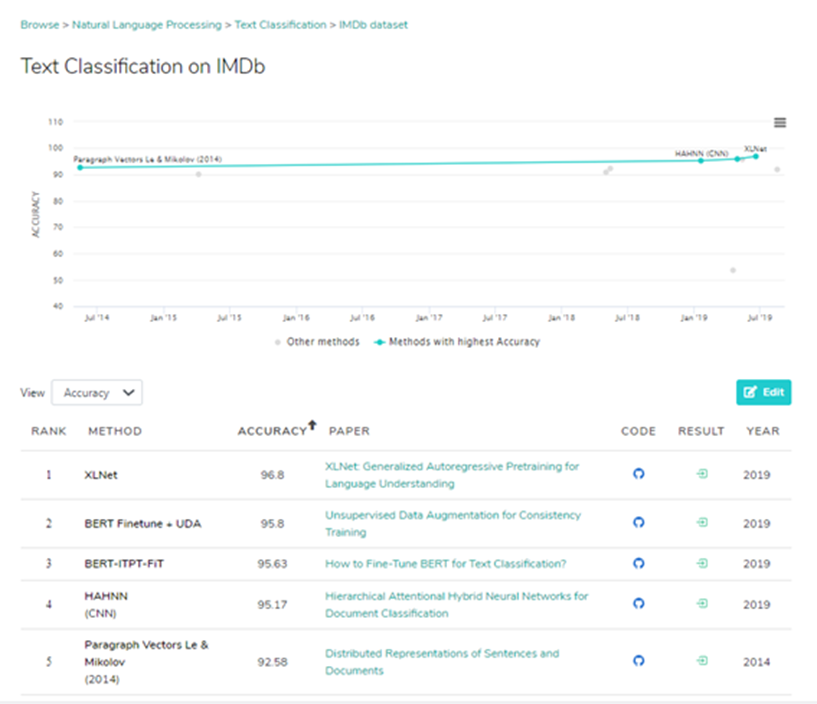 Browse > Natural Language Processing > Text Classification > IMDb dataset
Text Classification on IMDb
110
100
90
80
70
60
50
40
ACCURACY
Paragraph Vectors Le & Mikolov (2014)
HAHNN (CNN)
XLNet
Jul '14 Jan '15 Jul '15 Jan '16 Jul '16 Jan '17 Jul '17 Jan '18 Jul '18 Jan '19 Jul '19
Other methods Methods with highest Accuracy
View Accuracy Edit
RANK METHOD ACCURACY PAPER CODE RESULT YEAR
1 XLNet 96.8 XLNet: Generalized Autoregressive Pretraining for
Language Understanding 2019
2 BERT Finetune + UDA 95.8 Unsupervised Data Augmentation for Consistency
Training 2019
3 BERT-ITPT-FiT 95.63 How to Fine-Tune BERT for Text Classification? 2019
4 HAHNN
(CNN) 95.17 Hierarchical Attentional Hybrid Neural Networks for
Document Classification 2019
5 Paragraph Vectors Le &
Mikolov
(2014) 92.58 Distributed Representations of Sentences and
Documents 2014